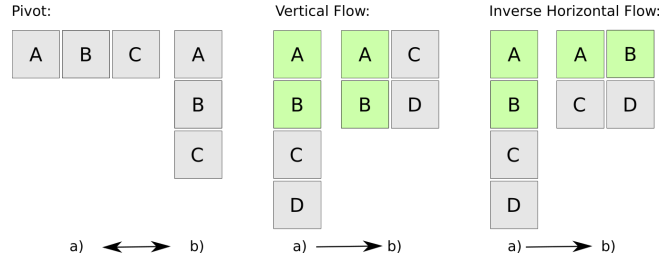 Pivot: Vertical Flow: Inverse Horizontal Flow:
A B C A A A C A A B
B B B D B C D
C C C
D D
a) b) a) b) a) b)